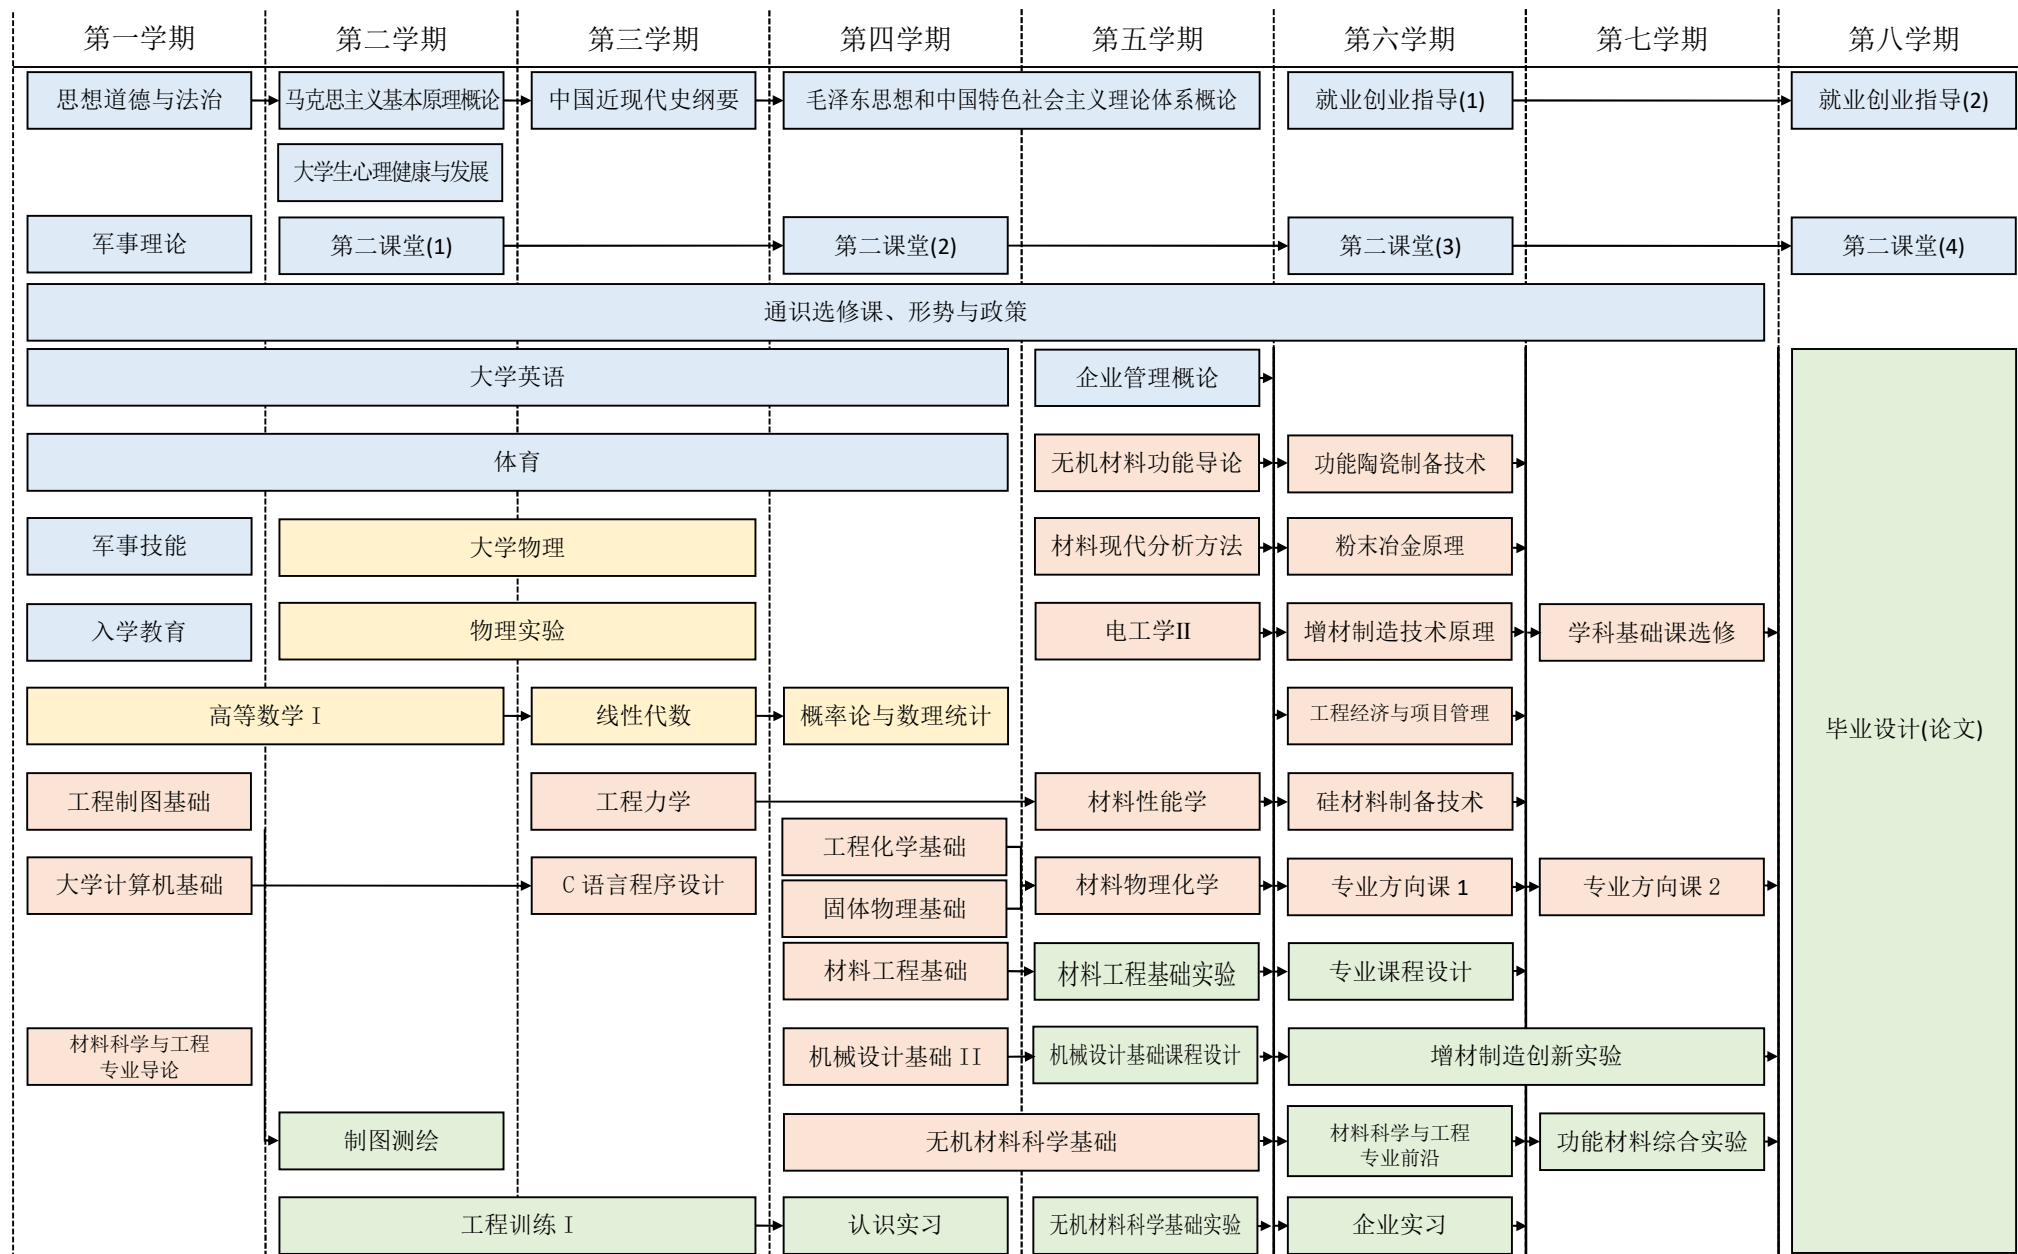 第一学期
第二学期
第三学期
第四学期
第五学期
第六学期
第七学期
第八学期
思想道德与法治
马克思主义基本原理概论
中国近现代史纲要
毛泽东思想和中国特色社会主义理论体系概论
就业创业指导(1)
就业创业指导(2)
大学生心理健康与发展
军事理论
第二课堂(1)
第二课堂(2)
第二课堂(3)
第二课堂(4)
通识选修课、形势与政策
大学英语
企业管理概论
体育
无机材料功能导论
功能陶瓷制备技术
军事技能
大学物理
材料现代分析方法
粉末冶金原理
入学教育
物理实验
电工学II
增材制造技术原理
学科基础课选修
高等数学 I
线性代数
概率论与数理统计
工程经济与项目管理
毕业设计(论文)
工程制图基础
工程力学
材料性能学
硅材料制备技术
工程化学基础
大学计算机基础
C 语言程序设计
材料物理化学
专业方向课 1
专业方向课 2
固体物理基础
材料工程基础
材料工程基础实验
专业课程设计
材料科学与工程
专业导论
机械设计基础 II
机械设计基础课程设计
增材制造创新实验
制图测绘
无机材料科学基础
材料科学与工程
专业前沿
功能材料综合实验
工程训练 I
认识实习
无机材料科学基础实验
企业实习